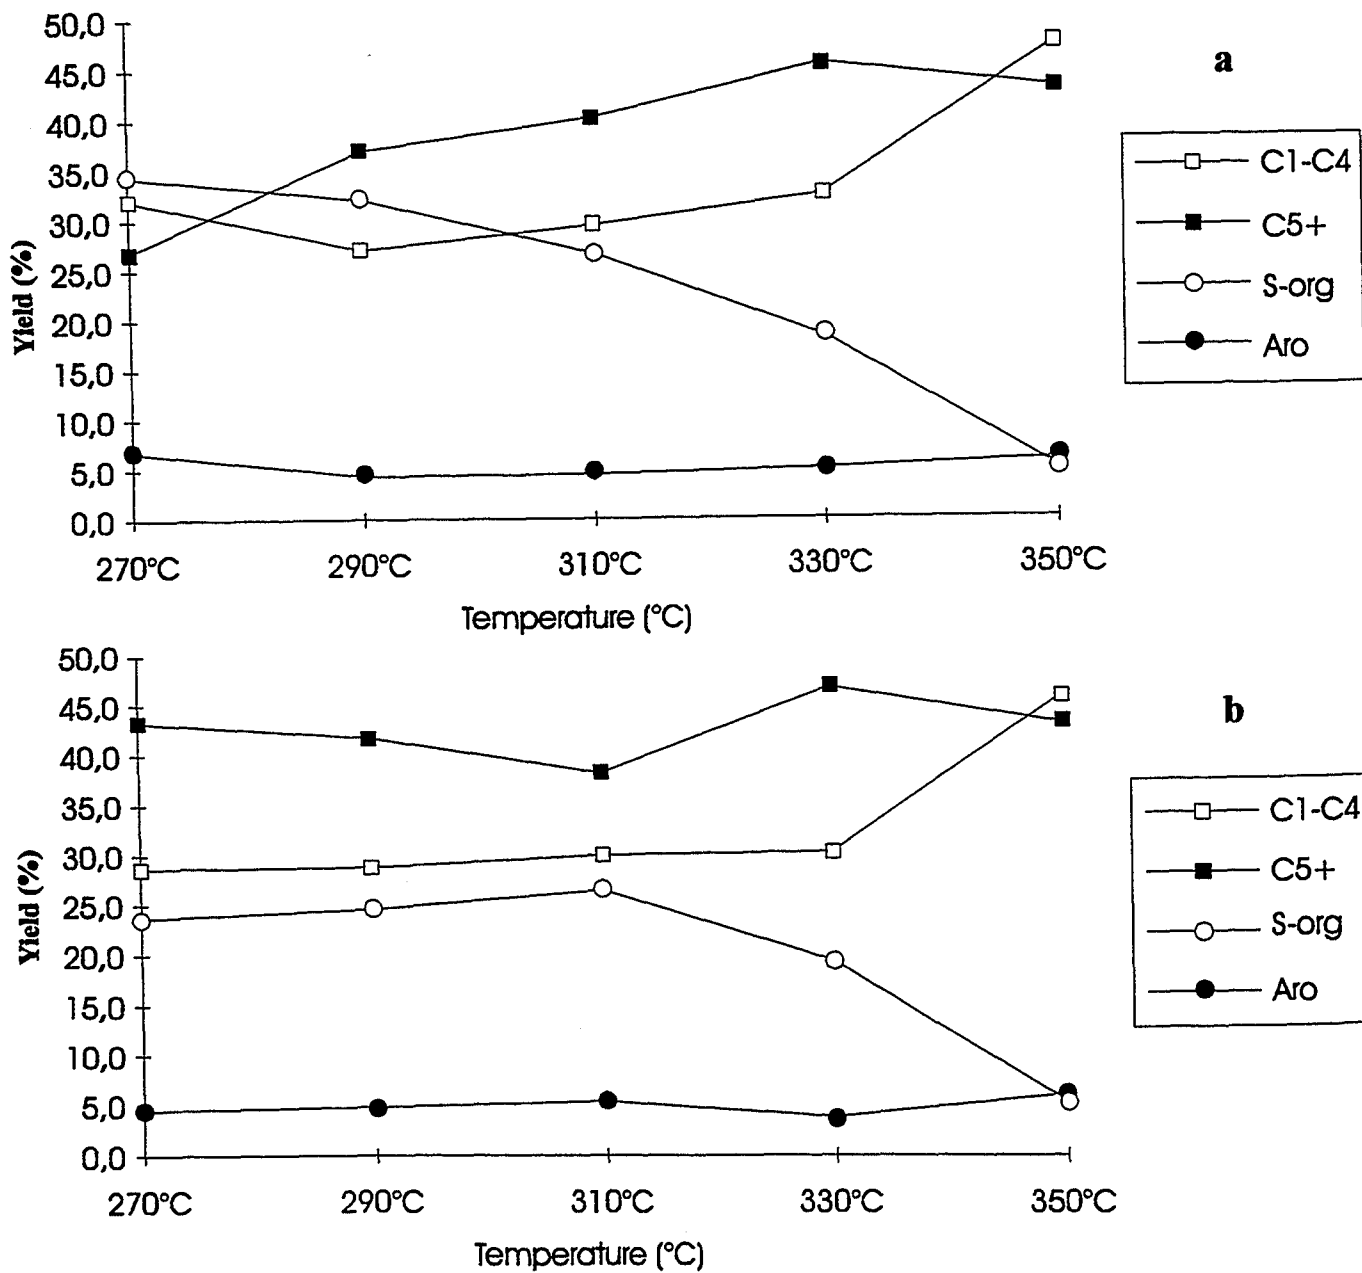 50,0
45,0
40,0
35,0
30,0
25,0
20,0
15,0
10,0
5,0
0,0
Yield (%)
270°C 290°C 310°C 330°C 350°C
Temperature (°C)
a
C1-C4
C5+
S-org
Aro
50,0
45,0
40,0
35,0
30,0
25,0
20,0
15,0
10,0
5,0
0,0
Yield (%)
270°C 290°C 310°C 330°C 350°C
Temperature (°C)
b
C1-C4
C5+
S-org
Aro